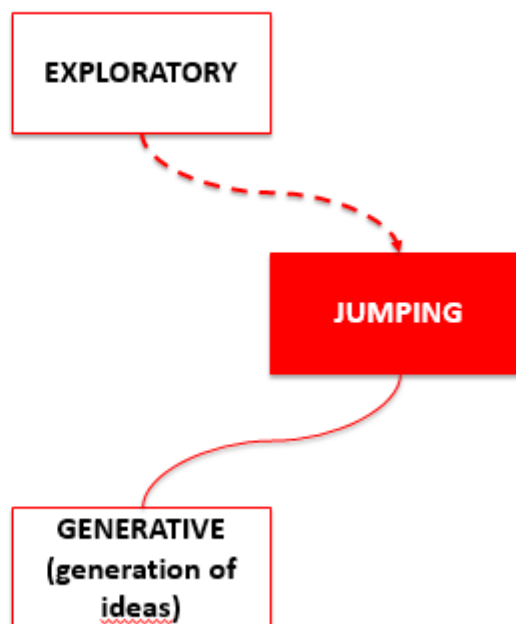 EXPLORATORY
JUMPING
GENERATIVE
(generation of
ideas)